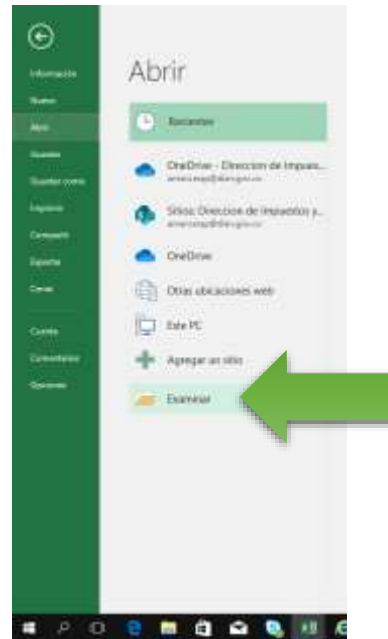 Abrir
Información
Nuevo
Abrir
Guardar
Guardar como
Imprimir
Compartir
Exportar
Cerrar
Cuenta
Comentarios
Opciones
Recientes
OneDrive - Direccion de Impues...
Sitios: Direccion de Impuestos y...
OneDrive
Otras ubicaciones web
Este PC
Agregar un sitio
Examinar